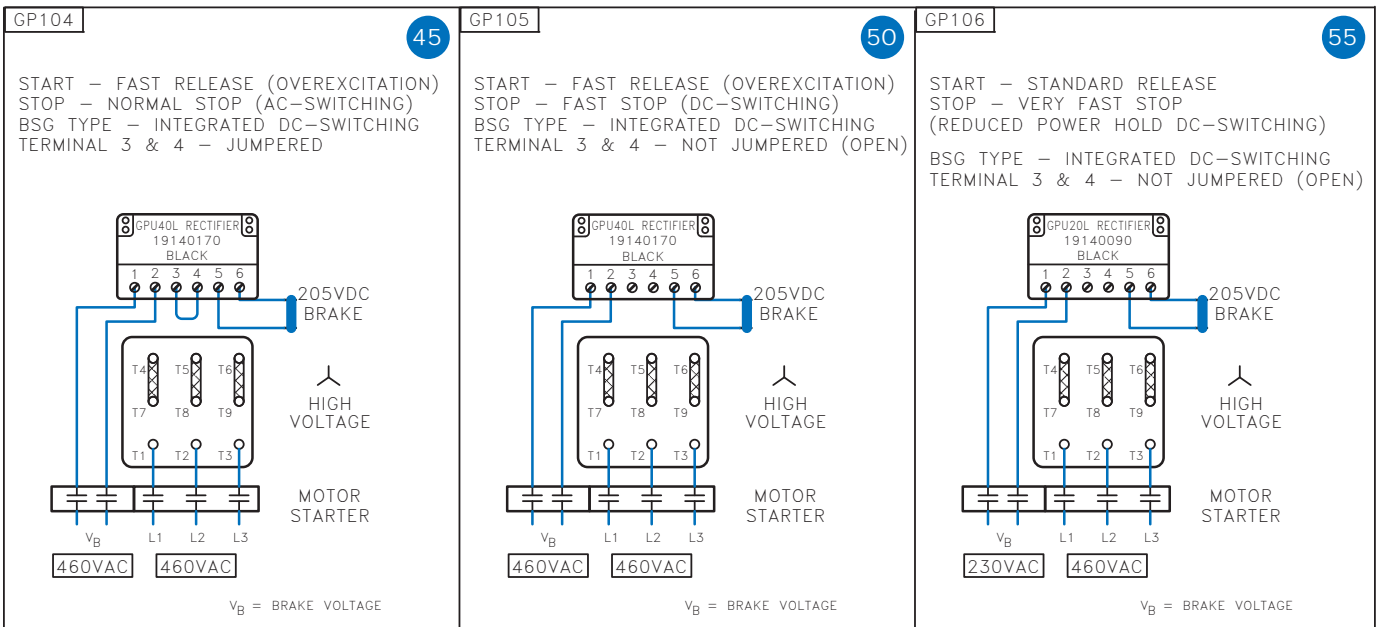 GP104
45
START – FAST RELEASE (OVEREXCITATION)
STOP – NORMAL STOP (AC–SWITCHING)
BSG TYPE – INTEGRATED DC–SWITCHING
TERMINAL 3 & 4 – JUMPERED
GPU40L RECTIFIER
19140170
BLACK
1 2 3 4 5 6
205VDC
BRAKE
T4 T5 T6
T7 T8 T9
HIGH
VOLTAGE
T1 T2 T3
MOTOR
STARTER
VB L1 L2 L3
460VAC 460VAC
VB = BRAKE VOLTAGE
GP105
50
START – FAST RELEASE (OVEREXCITATION)
STOP – FAST STOP (DC–SWITCHING)
BSG TYPE – INTEGRATED DC–SWITCHING
TERMINAL 3 & 4 – NOT JUMPERED (OPEN)
GPU40L RECTIFIER
19140170
BLACK
1 2 3 4 5 6
205VDC
BRAKE
T4 T5 T6
T7 T8 T9
HIGH
VOLTAGE
T1 T2 T3
MOTOR
STARTER
VB L1 L2 L3
460VAC 460VAC
VB = BRAKE VOLTAGE
GP106
55
START – STANDARD RELEASE
STOP – VERY FAST STOP
(REDUCED POWER HOLD DC–SWITCHING)
BSG TYPE – INTEGRATED DC–SWITCHING
TERMINAL 3 & 4 – NOT JUMPERED (OPEN)
GPU20L RECTIFIER
19140090
BLACK
1 2 3 4 5 6
205VDC
BRAKE
T4 T5 T6
T7 T8 T9
HIGH
VOLTAGE
T1 T2 T3
MOTOR
STARTER
VB L1 L2 L3
230VAC 460VAC
VB = BRAKE VOLTAGE